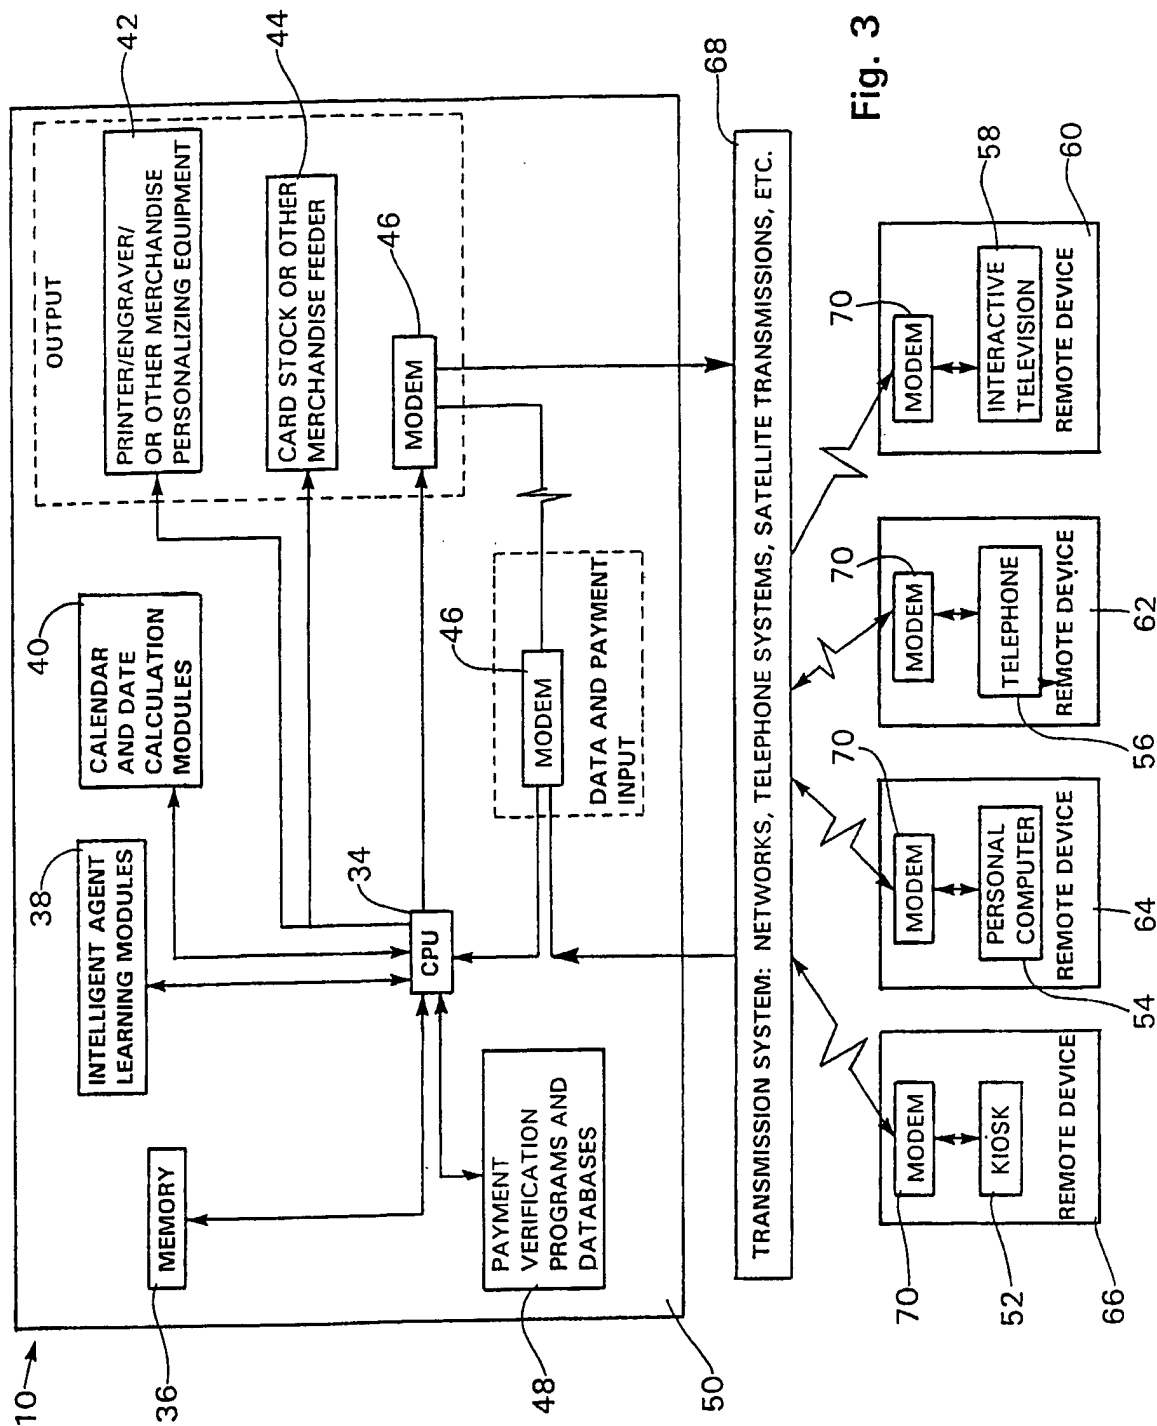 10
36
MEMORY
38
INTELLIGENT AGENT
LEARNING MODULES
40
CALENDAR
AND DATE
CALCULATION
MODULES
OUTPUT
PRINTER/ENGRAVER/
OR OTHER MERCHANDISE
PERSONALIZING EQUIPMENT
42
CARD STOCK OR OTHER
MERCHANDISE FEEDER
44
MODEM
46
34
CPU
48
PAYMENT
VERIFICATION
PROGRAMS AND
DATABASES
46
MODEM
DATA AND PAYMENT
INPUT
50
68
TRANSMISSION SYSTEM: NETWORKS, TELEPHONE SYSTEMS, SATELLITE TRANSMISSIONS, ETC.
70
MODEM
52
KIOSK
REMOTE DEVICE
66
70
MODEM
PERSONAL
COMPUTER
54
REMOTE DEVICE
64
70
MODEM
TELEPHONE
56
REMOTE DEVICE
62
70
MODEM
INTERACTIVE
TELEVISION
58
REMOTE DEVICE
60
Fig. 3